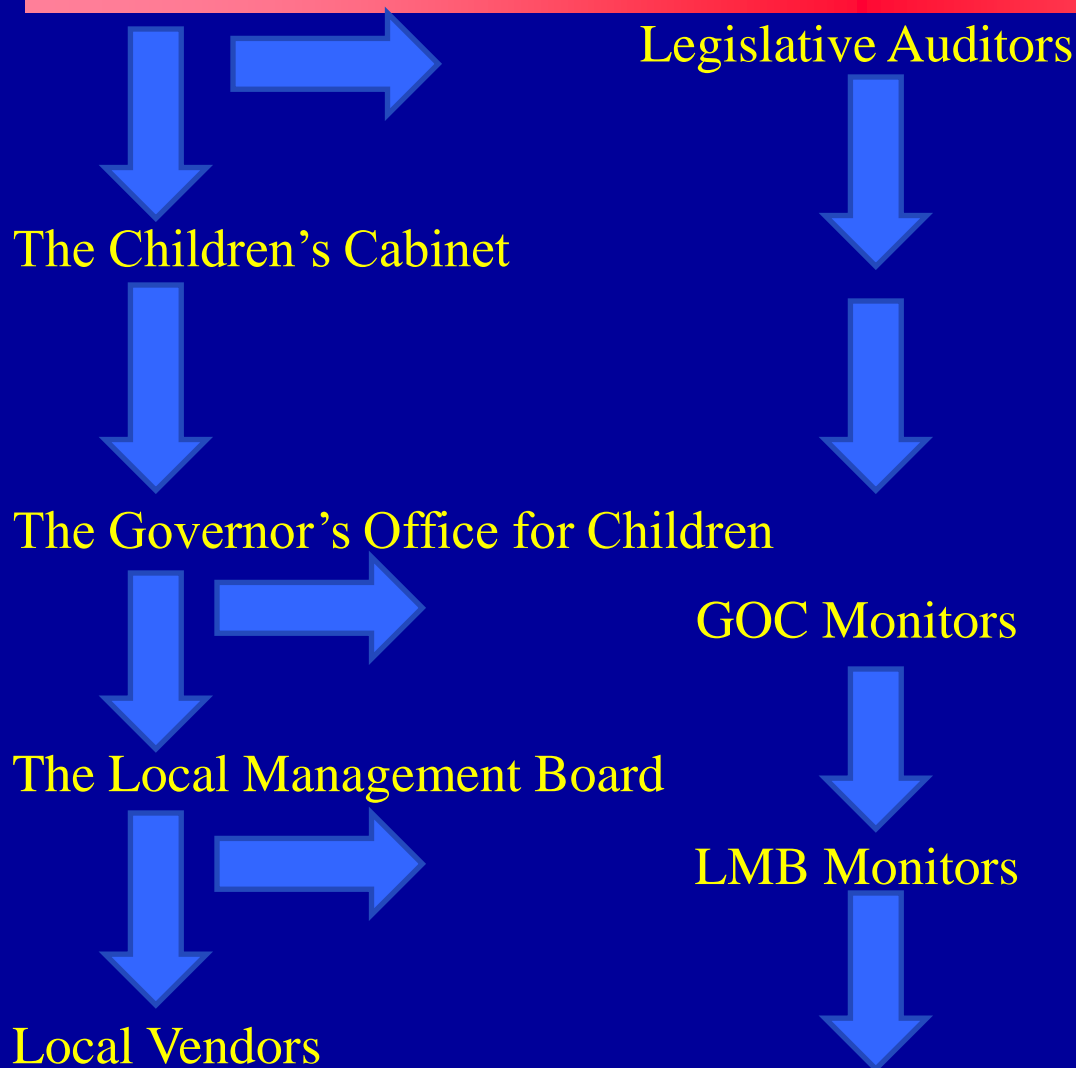 Legislative Auditors
The Children’s Cabinet
The Governor’s Office for Children
GOC Monitors
The Local Management Board
LMB Monitors
Local Vendors